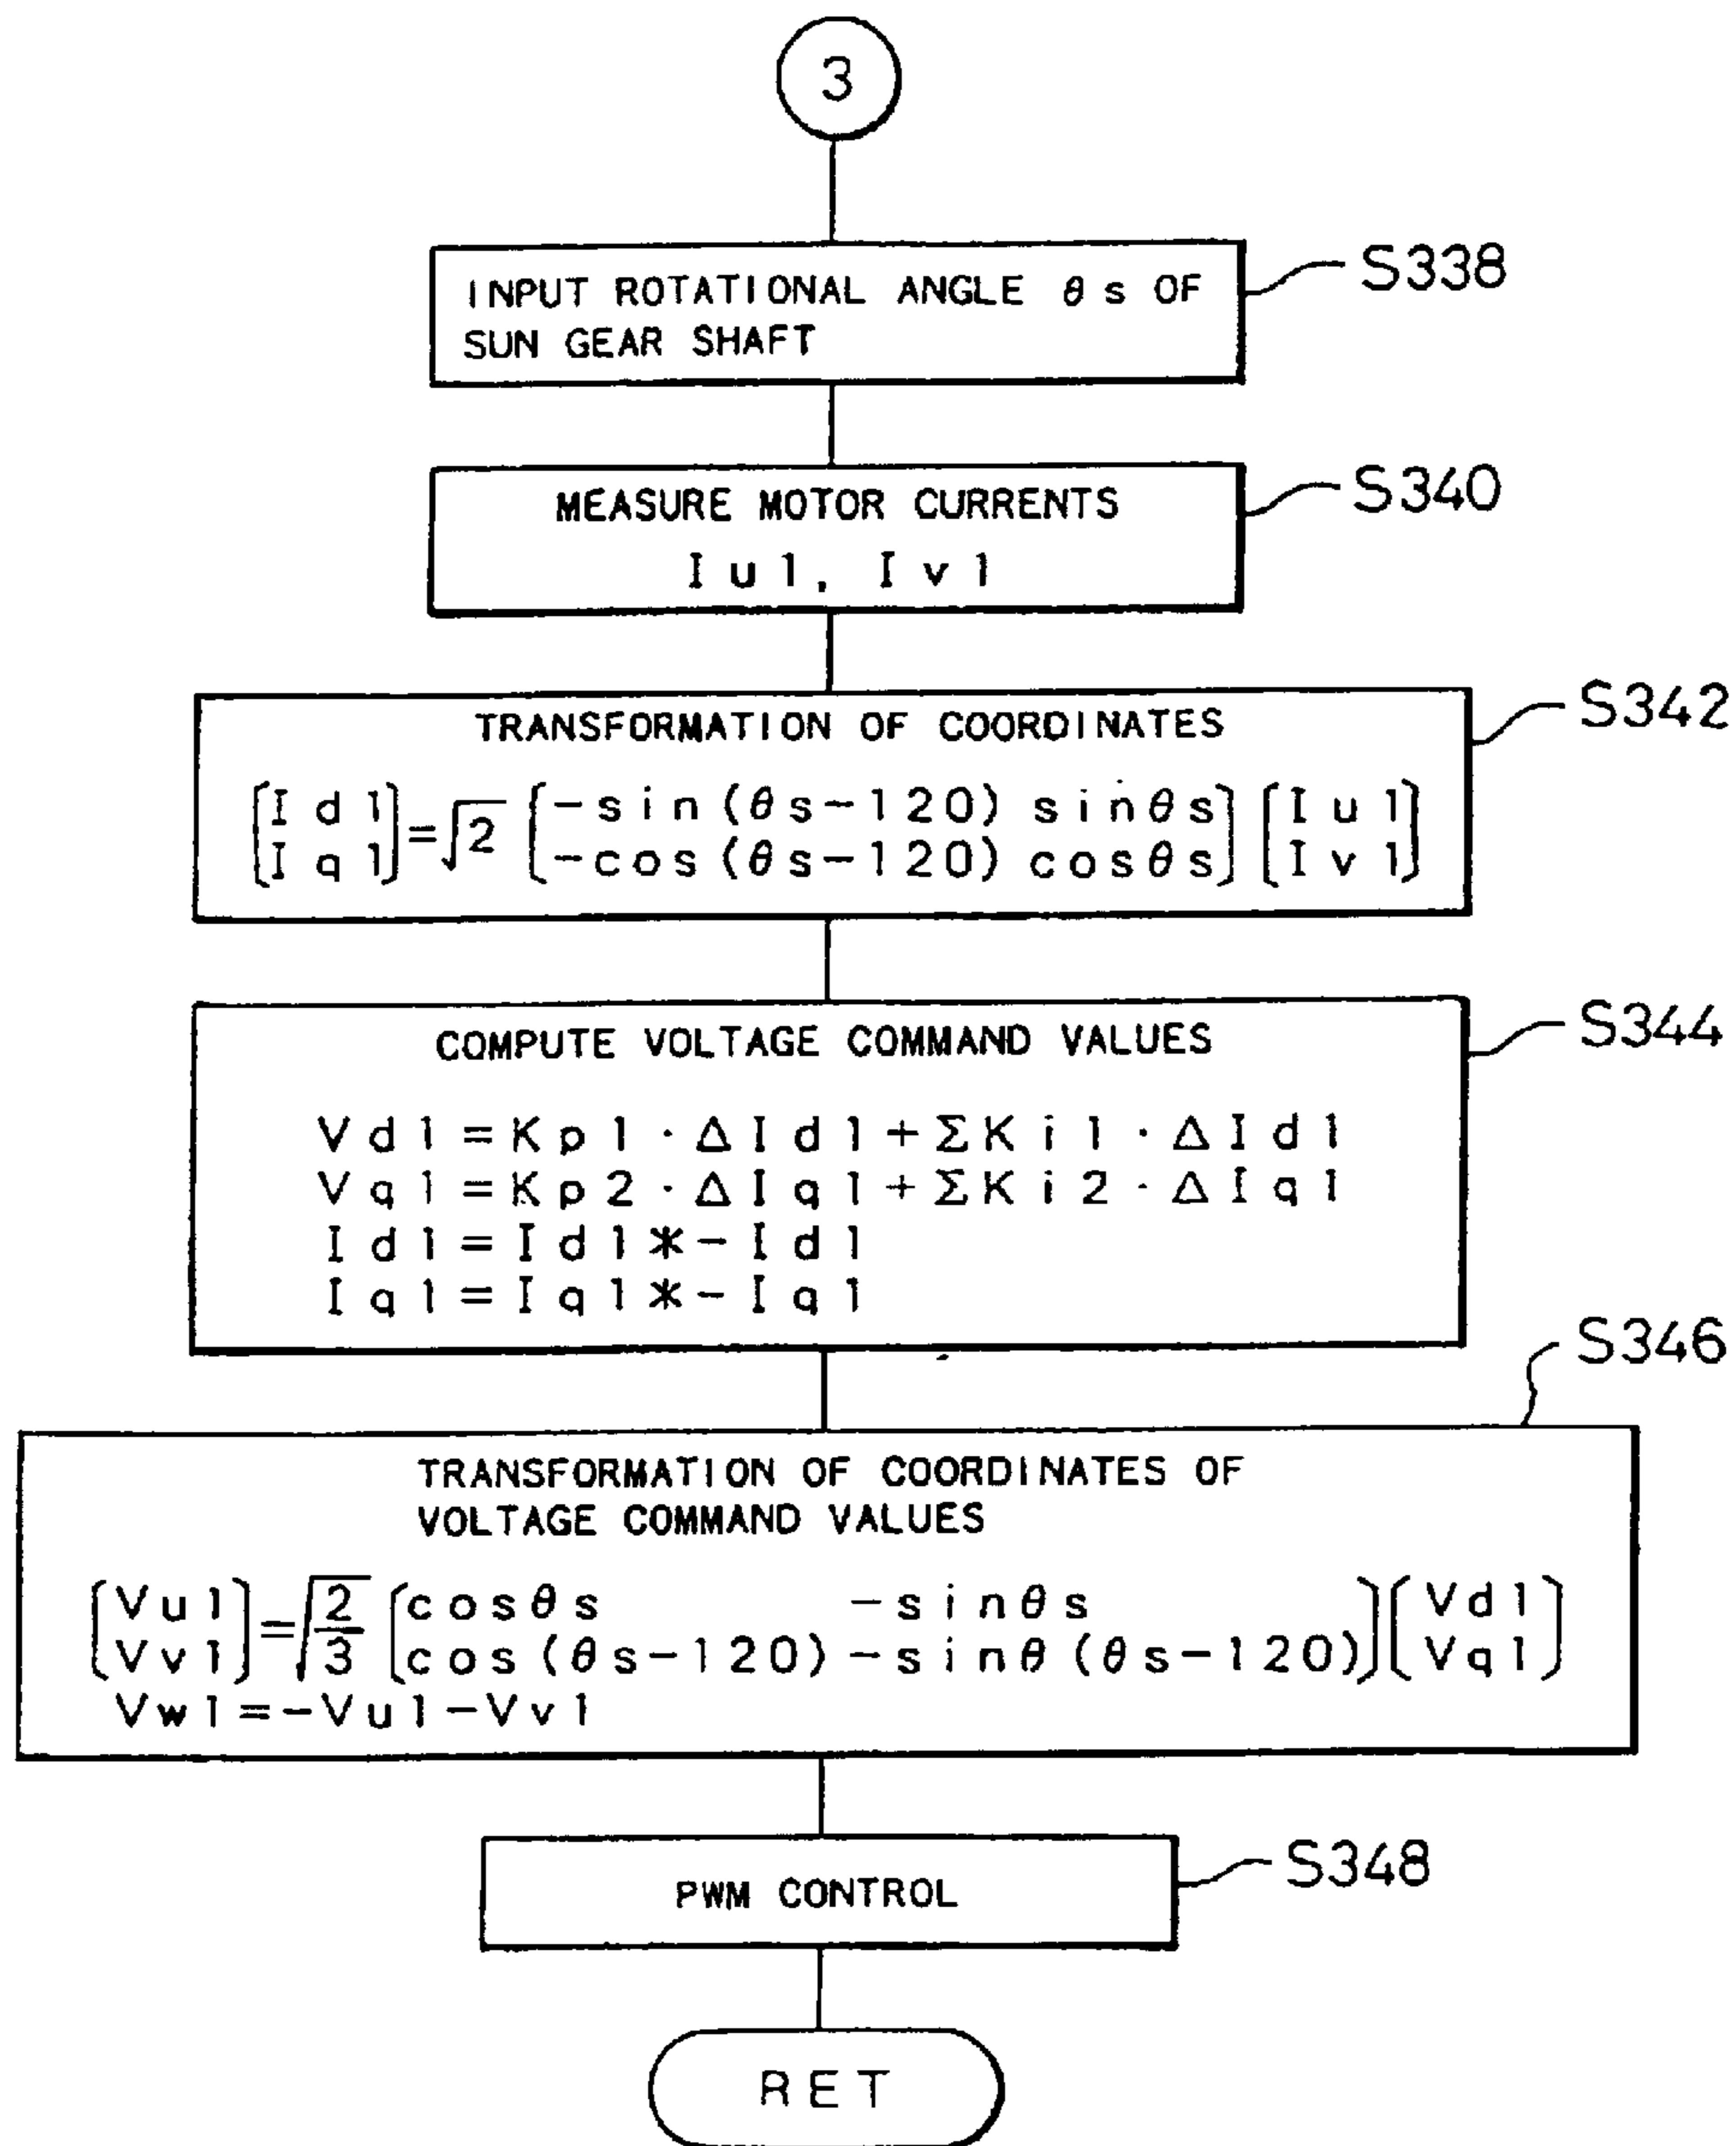 3
INPUT ROTATIONAL ANGLE θs OF
SUN GEAR SHAFT
S338
MEASURE MOTOR CURRENTS
Iu1, Iv1
S340
TRANSFORMATION OF COORDINATES
[Id1]=√2 [-sin(θs-120) sinθs][Iu1]
[Iq1] [-cos(θs-120) cosθs][Iv1]
S342
COMPUTE VOLTAGE COMMAND VALUES
Vd1=Kp1·ΔId1+ΣKi1·ΔId1
Vq1=Kp2·ΔIq1+ΣKi2·ΔIq1
Id1=Id1*-Id1
Iq1=Iq1*-Iq1
S344
TRANSFORMATION OF COORDINATES OF
VOLTAGE COMMAND VALUES
[Vu1]=√2/3 [cosθs -sinθs][Vd1]
[Vv1] [cos(θs-120)-sinθ(θs-120)][Vq1]
Vw1=-Vu1-Vv1
S346
PWM CONTROL
S348
RET